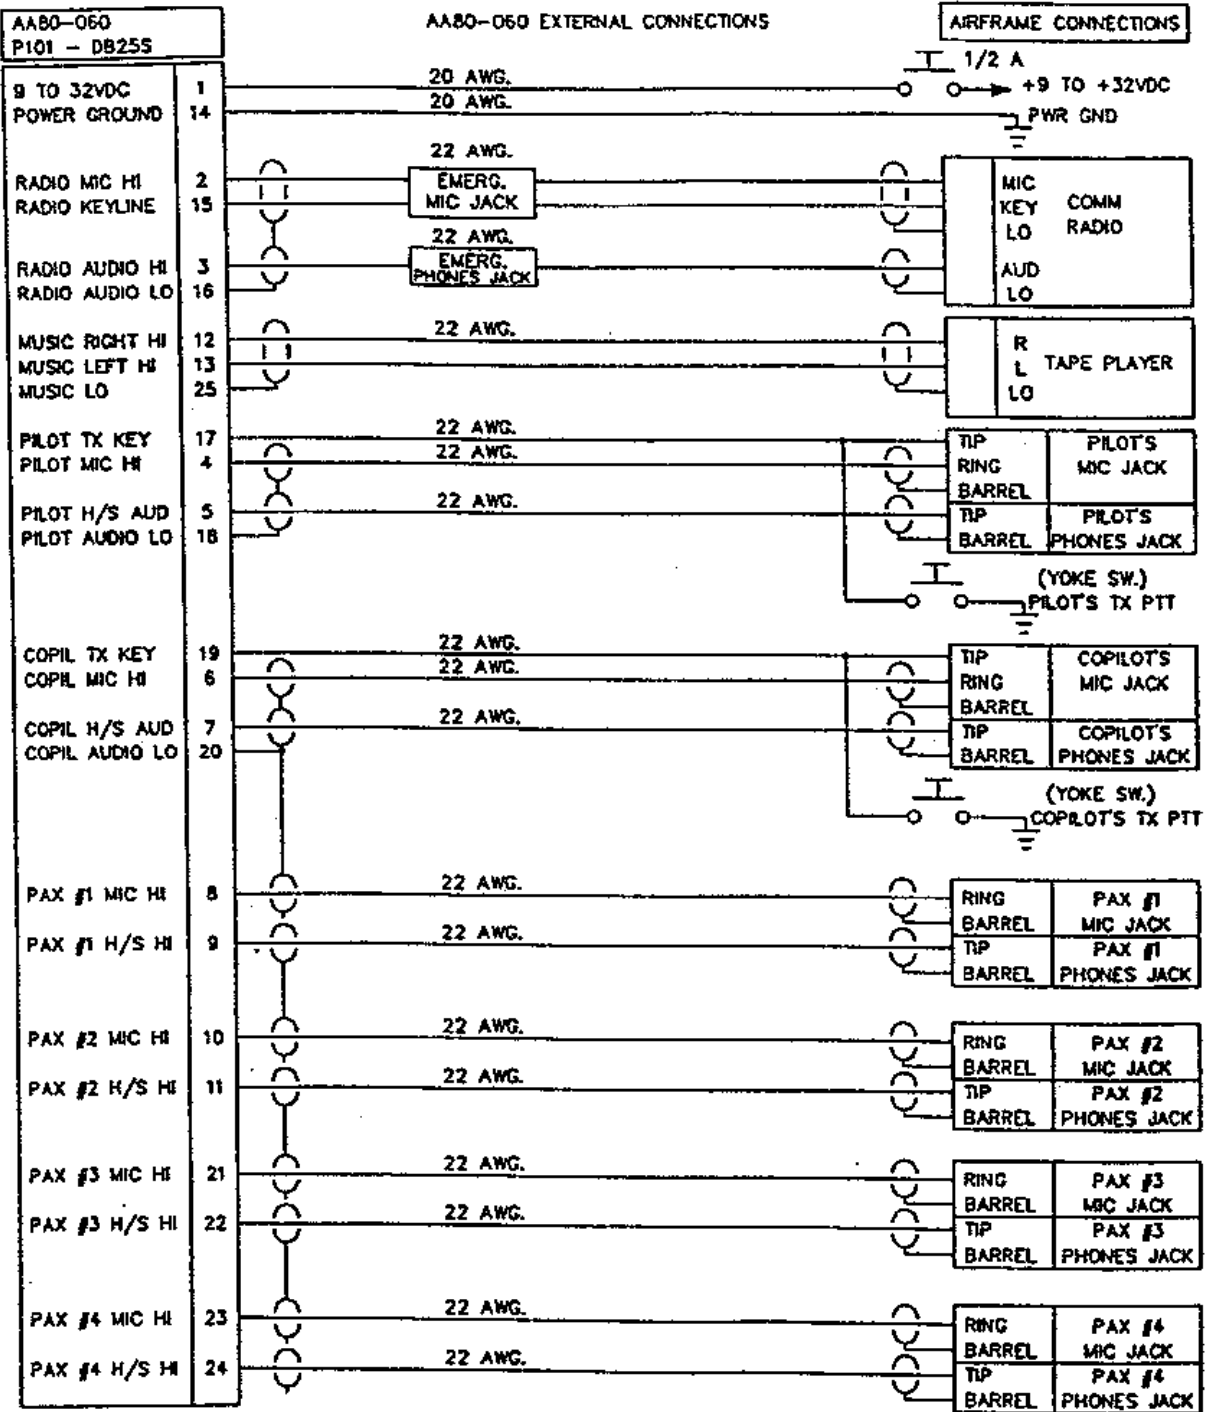 AA80-060
P101 - DB25S
AA80-060 EXTERNAL CONNECTIONS
AIRFRAME CONNECTIONS
9 TO 32VDC 1 20 AWG. 1/2 A +9 TO +32VDC
POWER GROUND 14 20 AWG. PWR GND
22 AWG.
RADIO MIC HI 2 EMERG. MIC
RADIO KEYLINE 15 MIC JACK KEY COMM
LO RADIO
22 AWG.
RADIO AUDIO HI 3 EMERG. AUD
PHONES JACK
RADIO AUDIO LO 16 LO
MUSIC RIGHT HI 12 22 AWG. R
MUSIC LEFT HI 13 L TAPE PLAYER
MUSIC LO 25 LO
PILOT TX KEY 17 22 AWG. TIP PILOT'S
PILOT MIC HI 4 22 AWG. RING MIC JACK
BARREL
PILOT H/S AUD 5 22 AWG. TIP PILOT'S
PILOT AUDIO LO 18 BARREL PHONES JACK
(YOKE SW.)
PILOT'S TX PTT
COPIL TX KEY 19 22 AWG. TIP COPILOT'S
COPIL MIC HI 6 22 AWG. RING MIC JACK
BARREL
COPIL H/S AUD 7 22 AWG. TIP COPILOT'S
COPIL AUDIO LO 20 BARREL PHONES JACK
(YOKE SW.)
COPILOT'S TX PTT
PAX #1 MIC HI 8 22 AWG. RING PAX #1
BARREL MIC JACK
PAX #1 H/S HI 9 22 AWG. TIP PAX #1
BARREL PHONES JACK
PAX #2 MIC HI 10 22 AWG. RING PAX #2
BARREL MIC JACK
PAX #2 H/S HI 11 22 AWG. TIP PAX #2
BARREL PHONES JACK
PAX #3 MIC HI 21 22 AWG. RING PAX #3
BARREL MIC JACK
PAX #3 H/S HI 22 22 AWG. TIP PAX #3
BARREL PHONES JACK
PAX #4 MIC HI 23 22 AWG. RING PAX #4
BARREL MIC JACK
PAX #4 H/S HI 24 22 AWG. TIP PAX #4
BARREL PHONES JACK